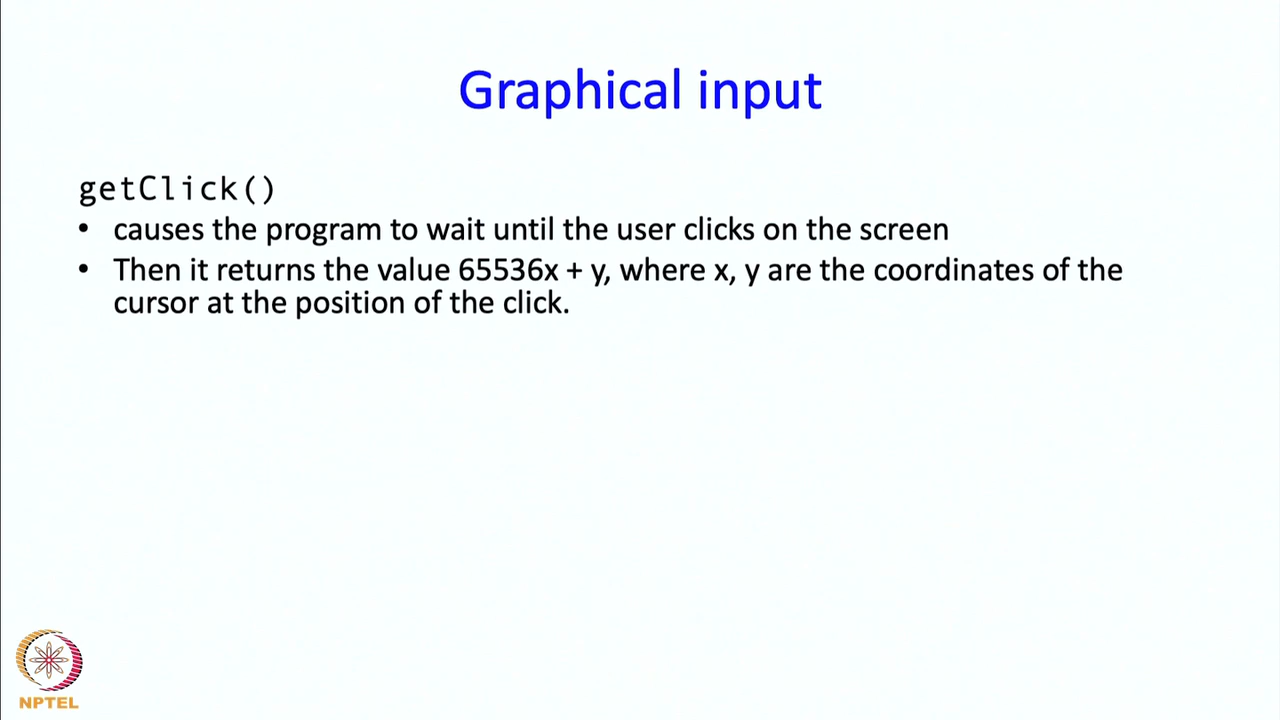 Graphical input
getClick()
• causes the program to wait until the user clicks on the screen
• Then it returns the value 65536x + y, where x, y are the coordinates of the
cursor at the position of the click.
NPTEL